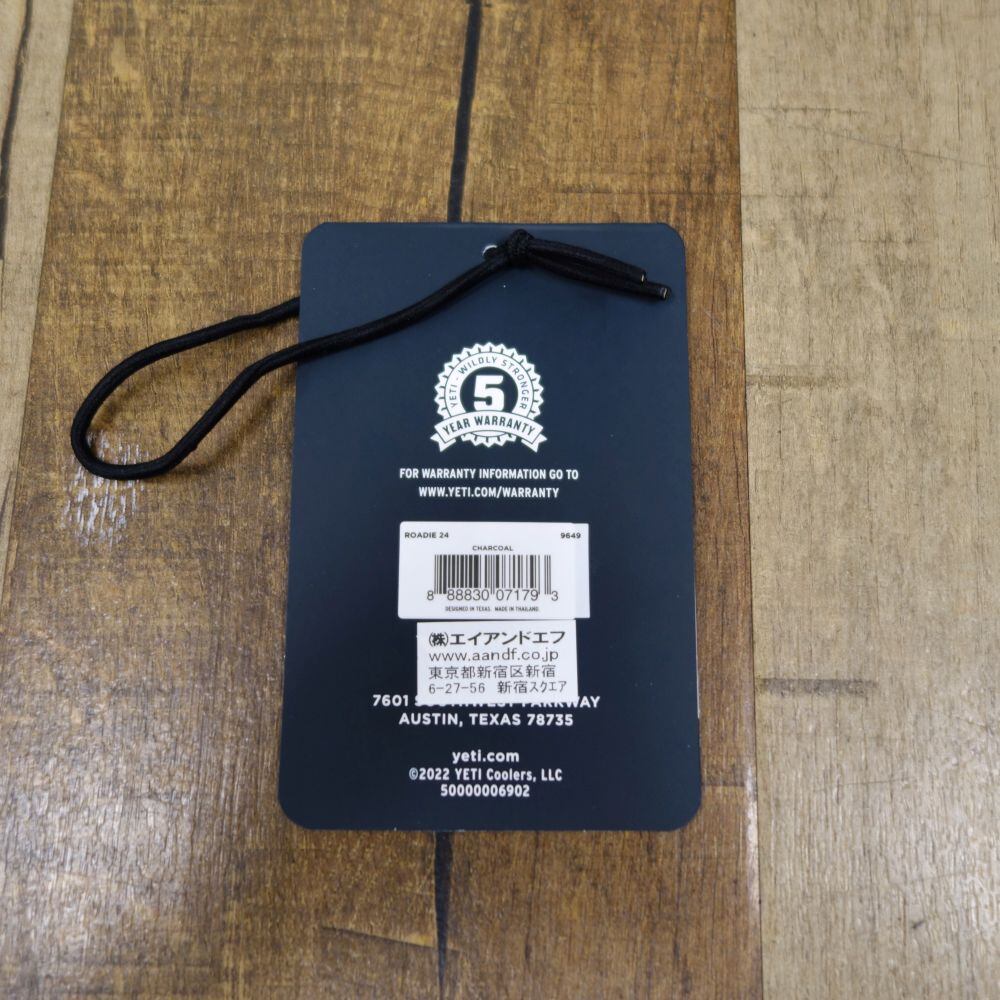 YETI - WILDLY STRONGER
5
YEAR WARRANTY
FOR WARRANTY INFORMATION GO TO
WWW.YETI.COM/WARRANTY
ROADIE 24 9649
CHARCOAL
8 88830 07179 3
DESIGNED IN TEXAS. MADE IN THAILAND.
㈱エイアンドエフ
www.aandf.co.jp
東京都新宿区新宿
6-27-56 新宿スクエア
7601 SOUTHWEST PARKWAY
AUSTIN, TEXAS 78735
yeti.com
©2022 YETI Coolers, LLC
50000006902